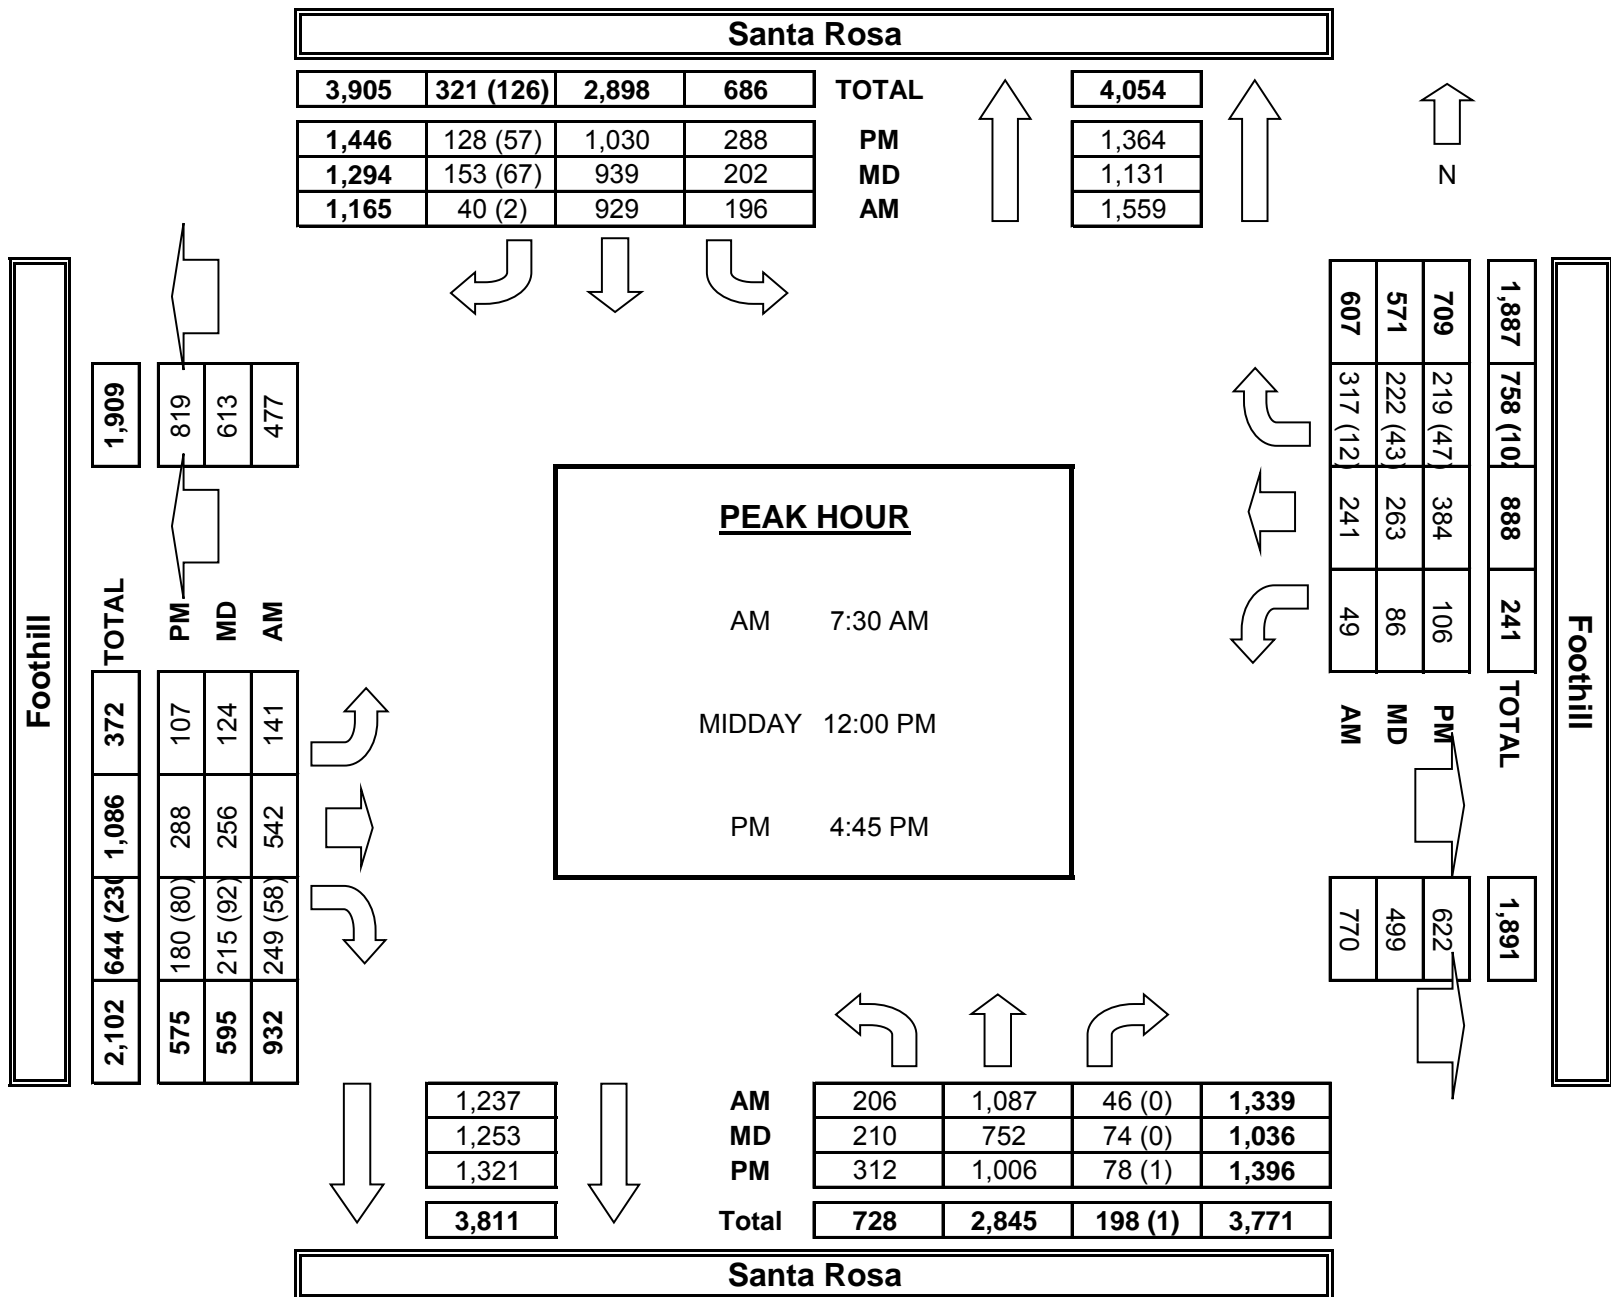 Santa Rosa
3,905 321 (126) 2,898 686 TOTAL 4,054
1,446 128 (57) 1,030 288 PM 1,364
1,294 153 (67) 939 202 MD 1,131
1,165 40 (2) 929 196 AM 1,559
N
Foothill
1,909
819
613
477
TOTAL
PM
MD
AM
372 1,086 644 (230 2,102
107 288 180 (80) 575
124 256 215 (92) 595
141 542 249 (58) 932
PEAK HOUR
AM 7:30 AM
MIDDAY 12:00 PM
PM 4:45 PM
1,887 758 (102 888 241 TOTAL
709 219 (47) 384 106 PM
571 222 (43) 263 86 MD
607 317 (12) 241 49 AM
1,891
622
499
770
Foothill
1,237 AM 206 1,087 46 (0) 1,339
1,253 MD 210 752 74 (0) 1,036
1,321 PM 312 1,006 78 (1) 1,396
3,811 Total 728 2,845 198 (1) 3,771
Santa Rosa